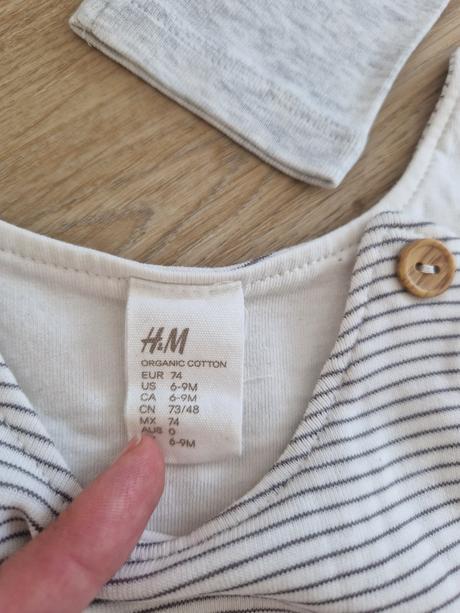 H&M
ORGANIC COTTON
EUR 74
US 6-9M
CA 6-9M
CN 73/48
MX 74
AUS 0
6-9M